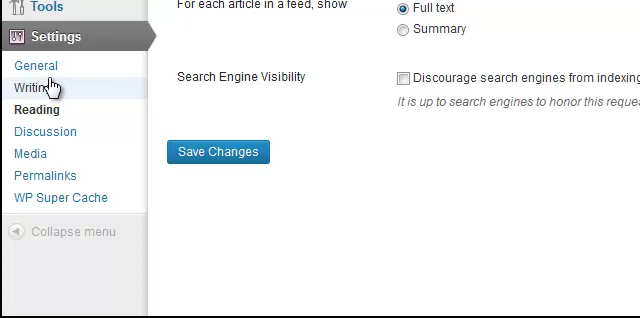 Tools
Settings
General
Writing
Reading
Discussion
Media
Permalinks
WP Super Cache
Collapse menu
For each article in a feed, show
Full text
Summary
Search Engine Visibility
Discourage search engines from indexing
It is up to search engines to honor this
Save Changes